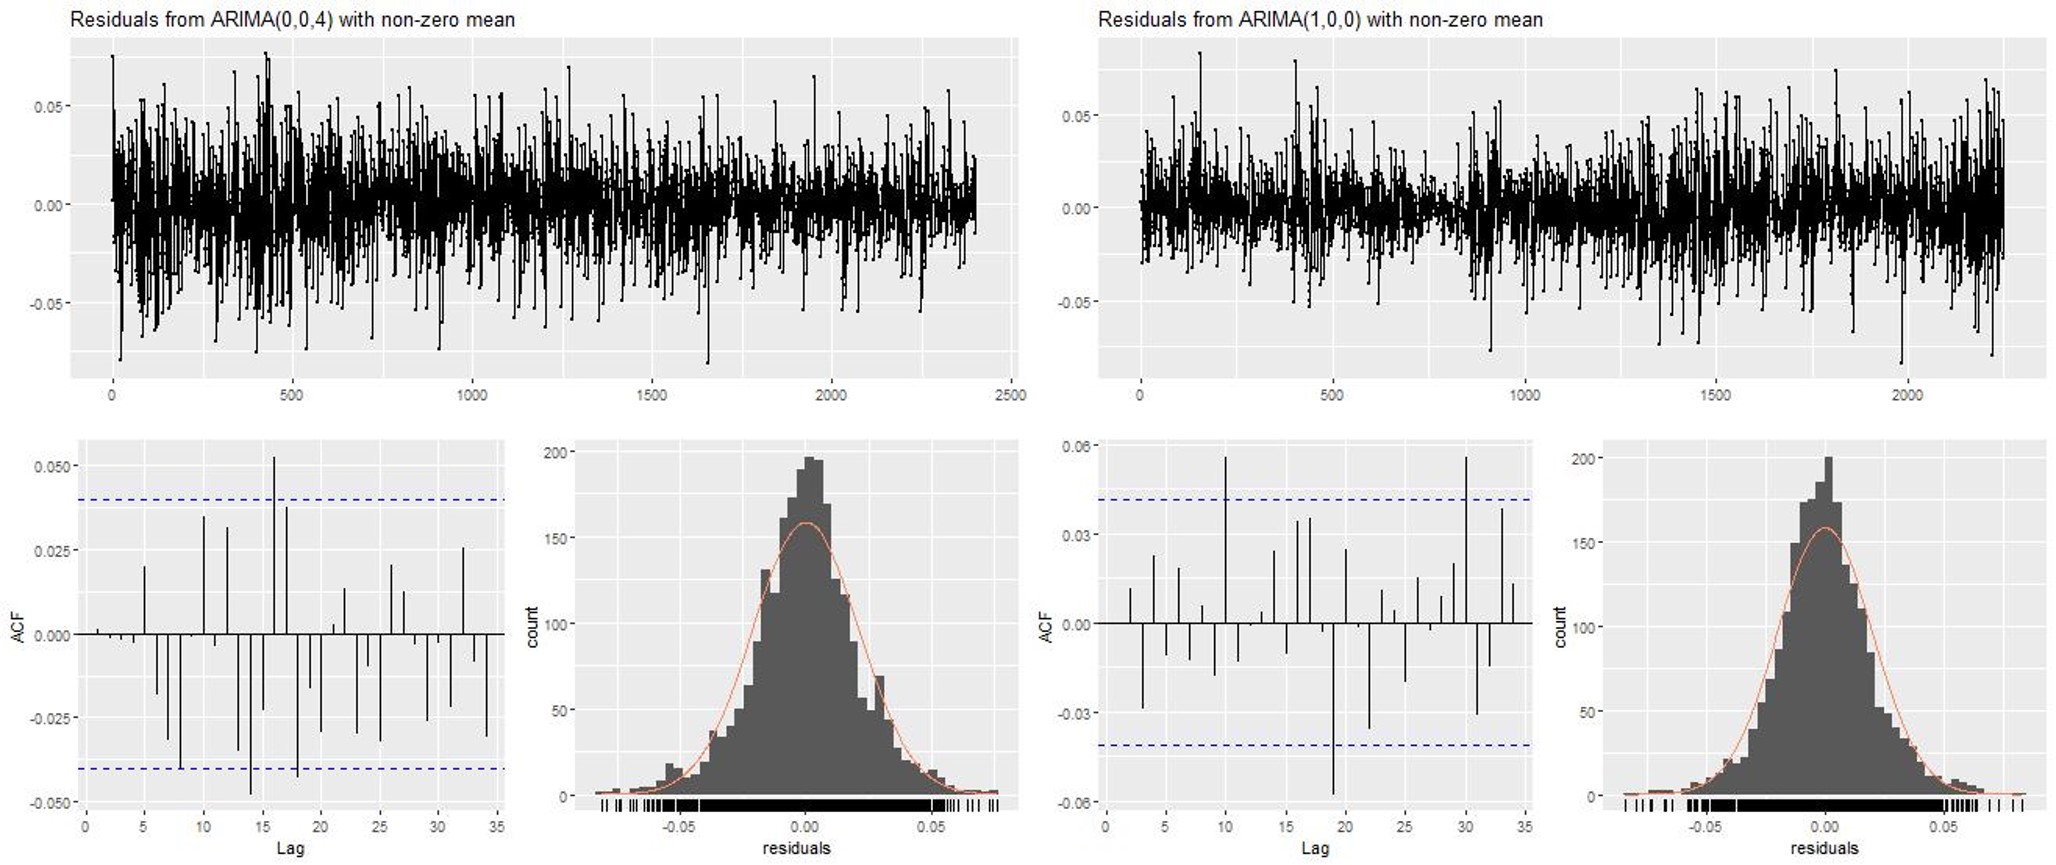 Residuals from ARIMA(0,0,4) with non-zero mean
0.05
0.00
-0.05
0 500 1000 1500 2000 2500
ACF
0.050
0.025
0.000
-0.025
-0.050
0 5 10 15 20 25 30 35
Lag
count
200
150
100
50
0
-0.05 0.00 0.05
residuals
Residuals from ARIMA(1,0,0) with non-zero mean
0.05
0.00
-0.05
0 500 1000 1500 2000
ACF
0.06
0.03
0.00
-0.03
-0.06
0 5 10 15 20 25 30 35
Lag
count
200
150
100
50
0
-0.05 0.00 0.05
residuals